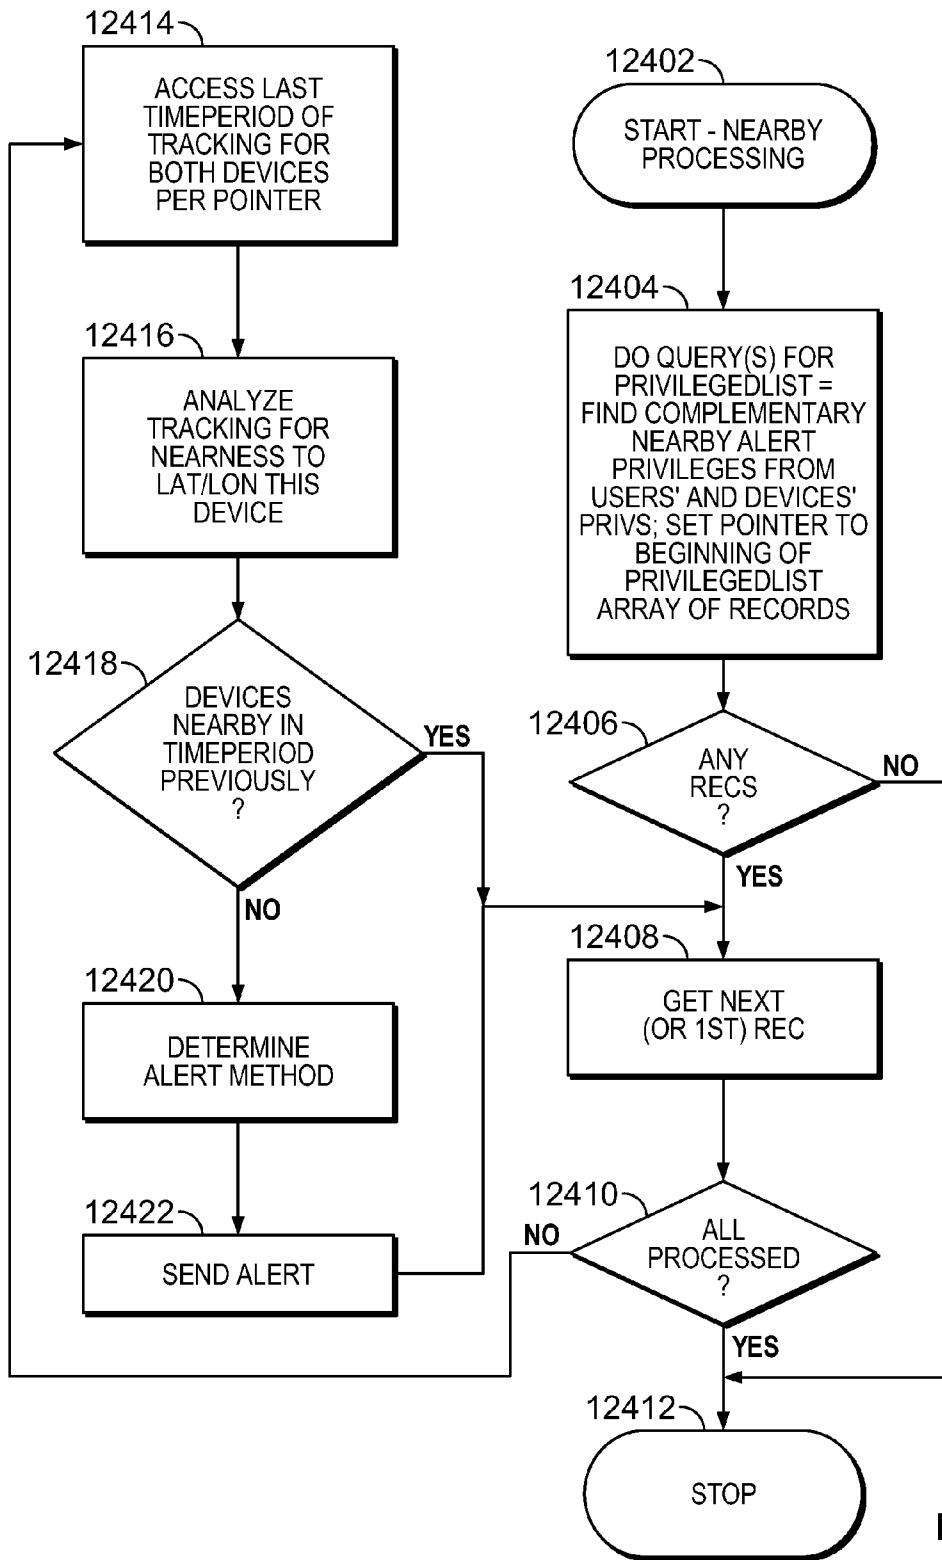 12414
ACCESS LAST
TIMEPERIOD OF
TRACKING FOR
BOTH DEVICES
PER POINTER
12416
ANALYZE
TRACKING FOR
NEARNESS TO
LAT/LON THIS
DEVICE
12418
DEVICES
NEARBY IN
TIMEPERIOD
PREVIOUSLY
?
YES
NO
12420
DETERMINE
ALERT METHOD
12422
SEND ALERT
12402
START - NEARBY
PROCESSING
12404
DO QUERY(S) FOR
PRIVILEGEDLIST =
FIND COMPLEMENTARY
NEARBY ALERT
PRIVILEGES FROM
USERS' AND DEVICES'
PRIVS; SET POINTER TO
BEGINNING OF
PRIVILEGEDLIST
ARRAY OF RECORDS
12406
ANY
RECS
?
NO
YES
12408
GET NEXT
(OR 1ST) REC
12410
ALL
PROCESSED
?
NO
YES
12412
STOP